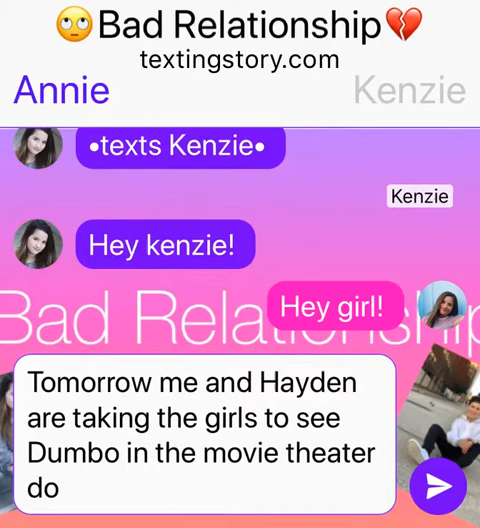 🙄Bad Relationship💔
textingstory.com
Annie
Kenzie
•texts Kenzie•
Kenzie
Hey kenzie!
Hey girl!
Bad Relationship
Tomorrow me and Hayden
are taking the girls to see
Dumbo in the movie theater
do